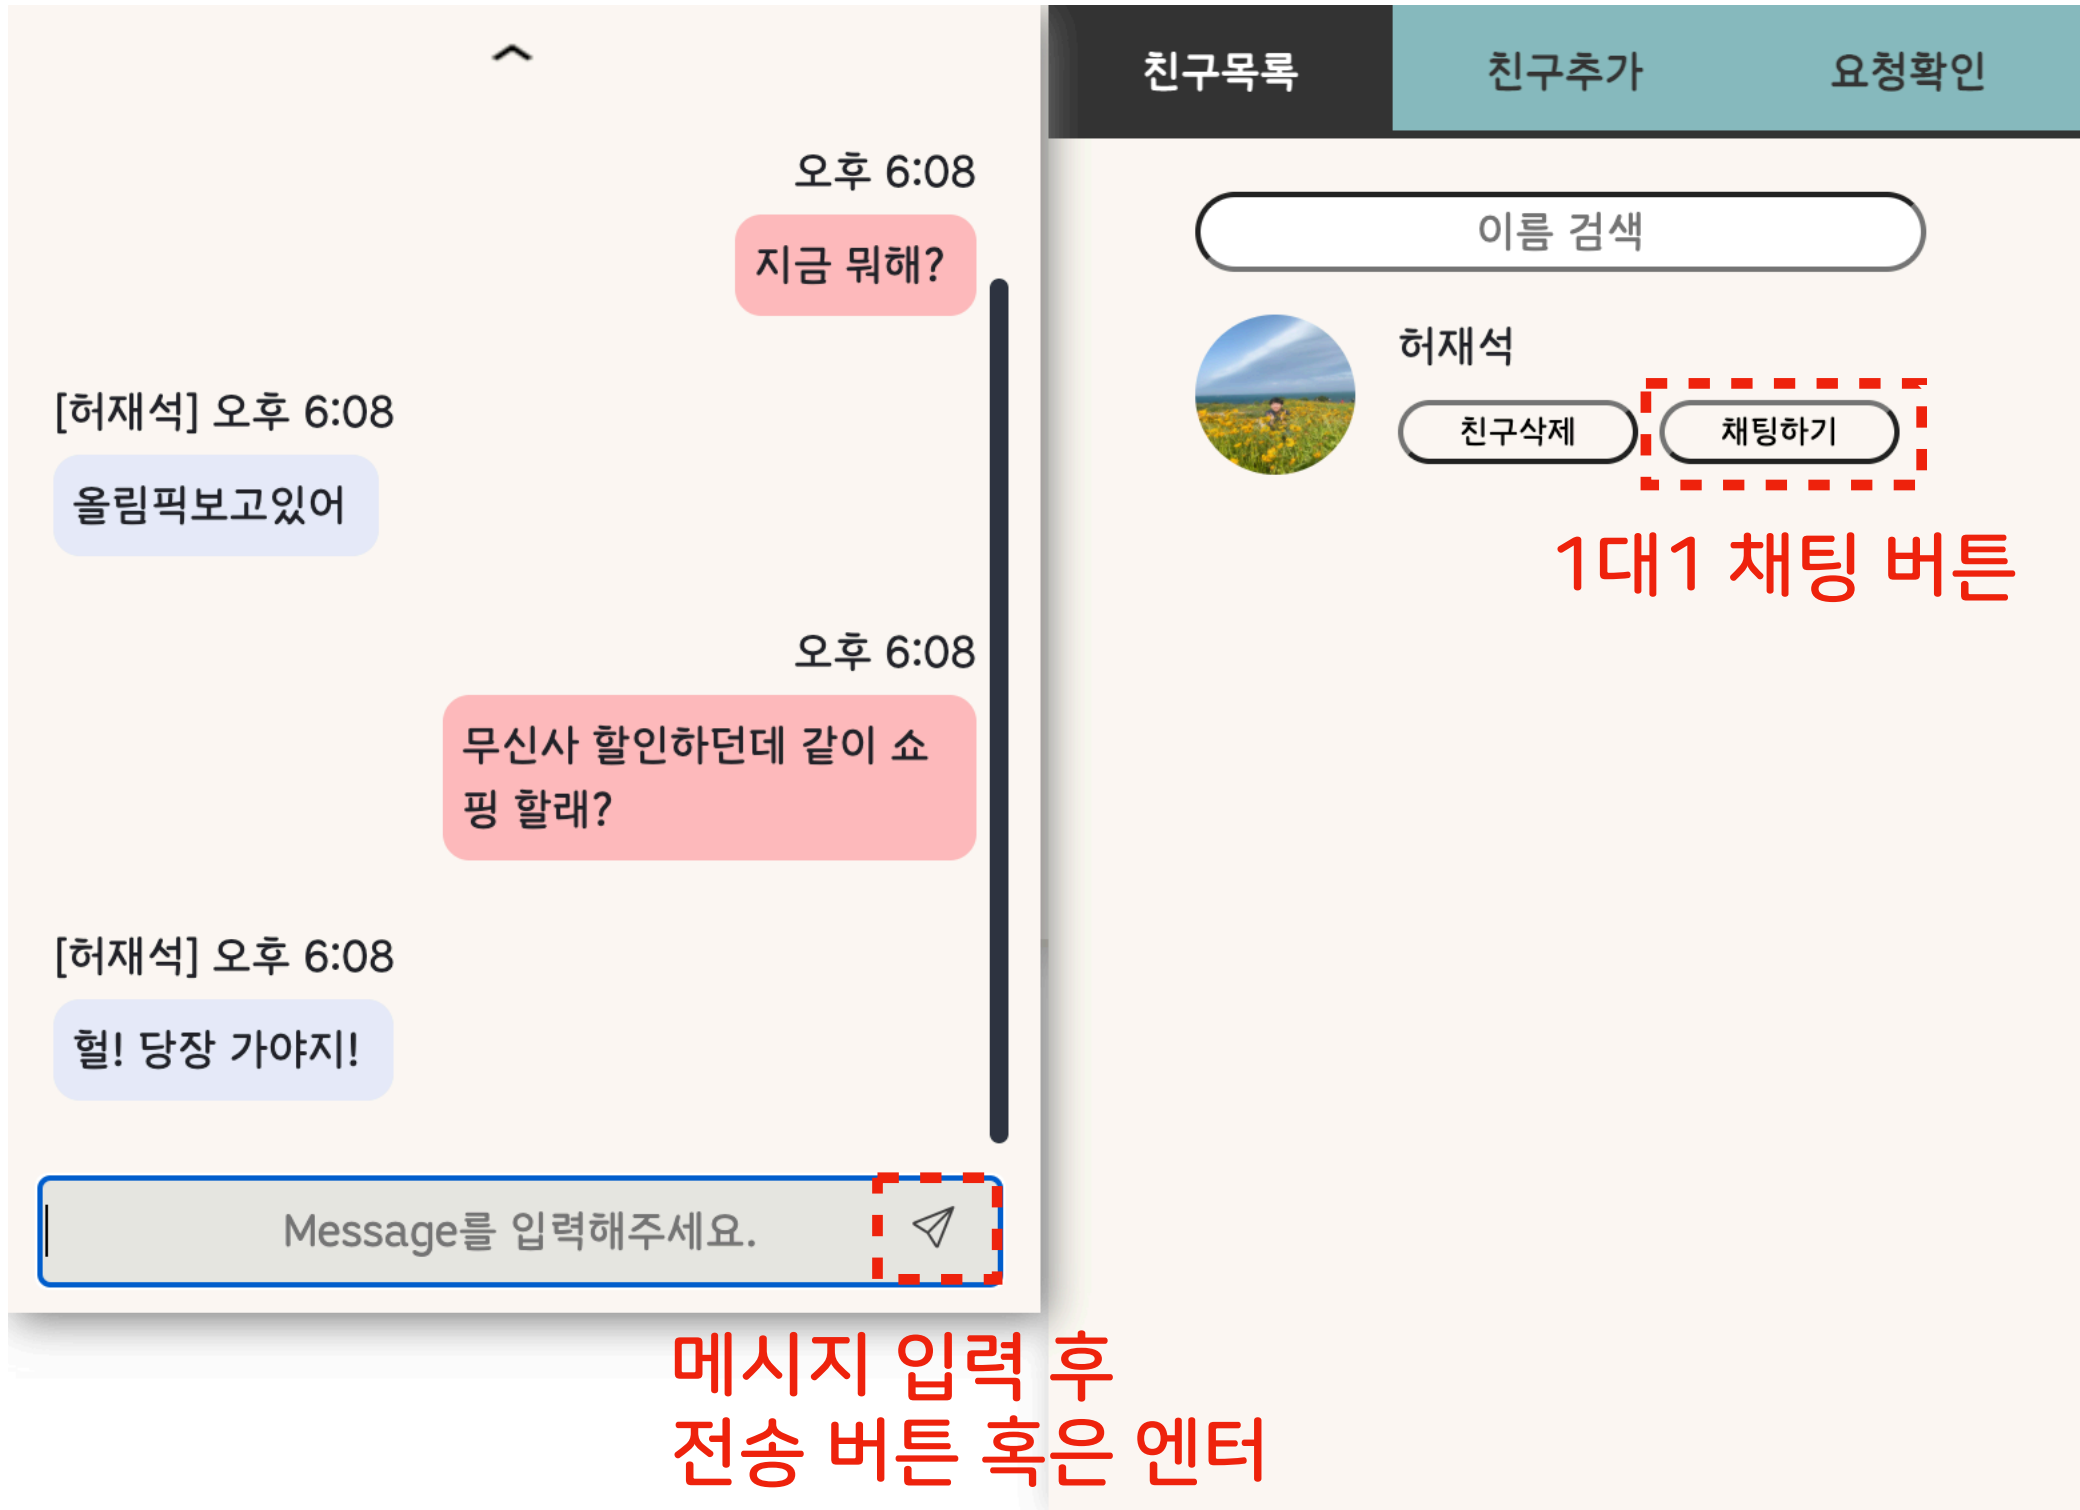 오후 6:08
지금 뭐해?
[허재석] 오후 6:08
올림픽보고있어
오후 6:08
무신사 할인하던데 같이 쇼
핑 할래?
[허재석] 오후 6:08
헐! 당장 가야지!
Message를 입력해주세요.
메시지 입력 후
전송 버튼 혹은 엔터
친구목록 친구추가 요청확인
이름 검색
허재석
친구삭제 채팅하기
1대1 채팅 버튼